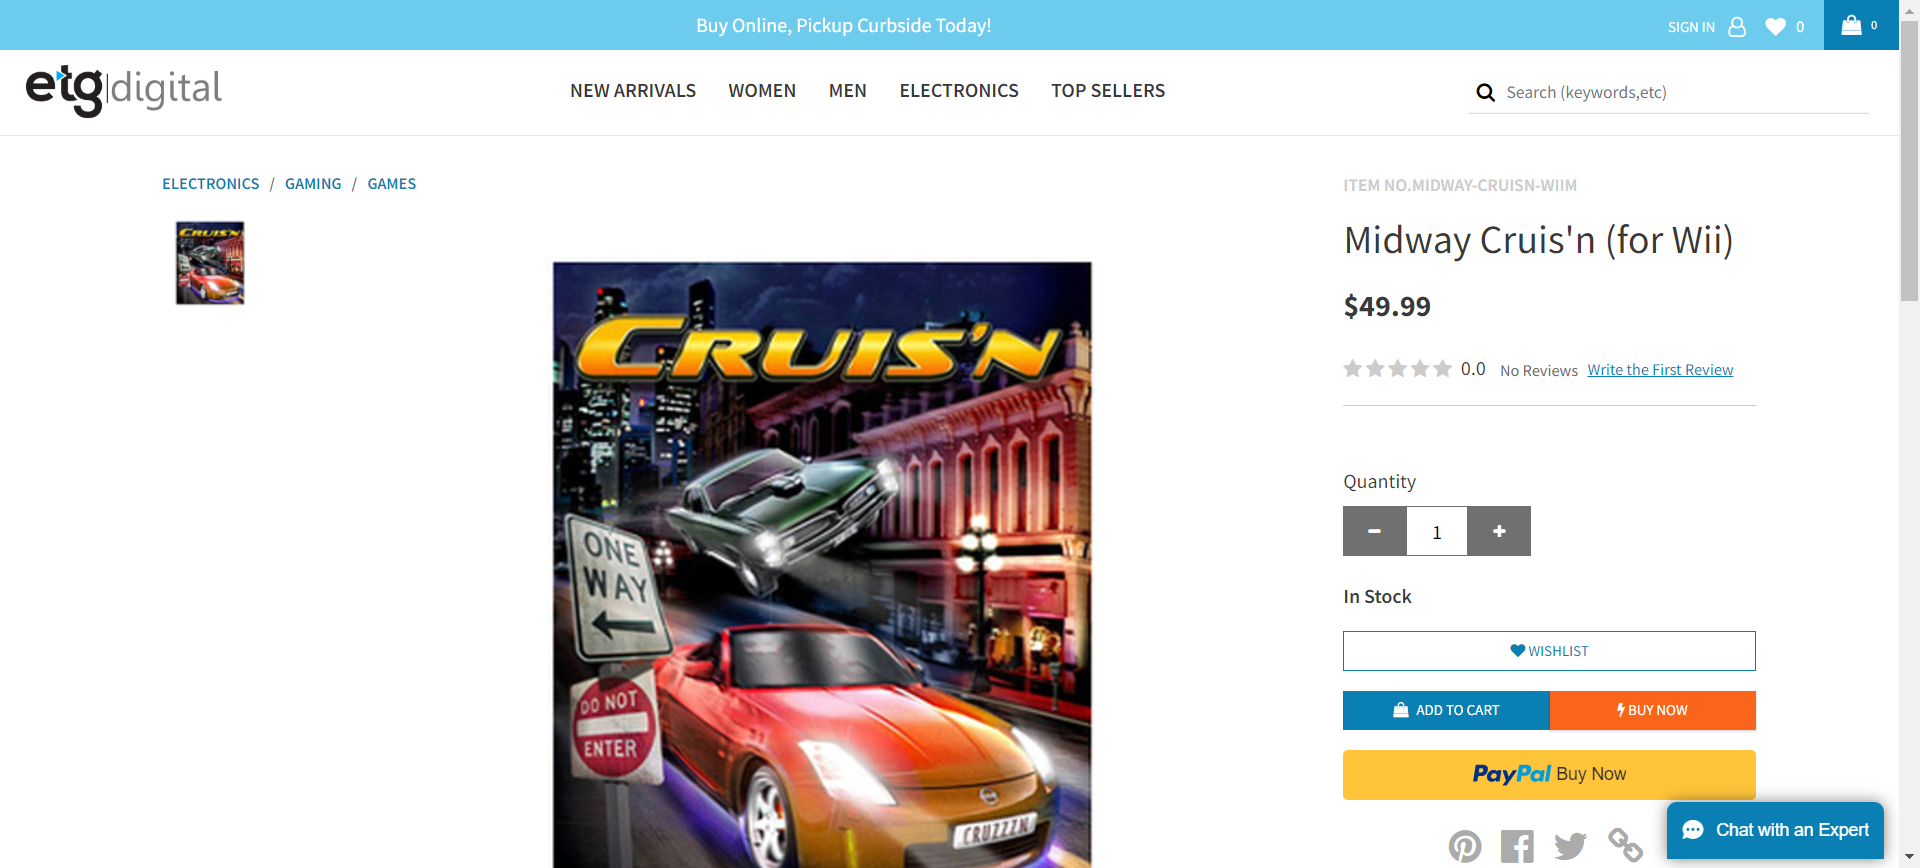 Buy Online, Pickup Curbside Today!
SIGN IN
0
0
etg|digital
NEW ARRIVALS
WOMEN
MEN
ELECTRONICS
TOP SELLERS
Search (keywords,etc)
ELECTRONICS / GAMING / GAMES
CRUIS'N
CRUIS'N
ONE
WAY
DO NOT
ENTER
CRUZZZN
ITEM NO.MIDWAY-CRUISN-WIIM
Midway Cruis'n (for Wii)
$49.99
0.0 No Reviews Write the First Review
Quantity
- 1 +
In Stock
WISHLIST
ADD TO CART
BUY NOW
PayPal Buy Now
Chat with an Expert